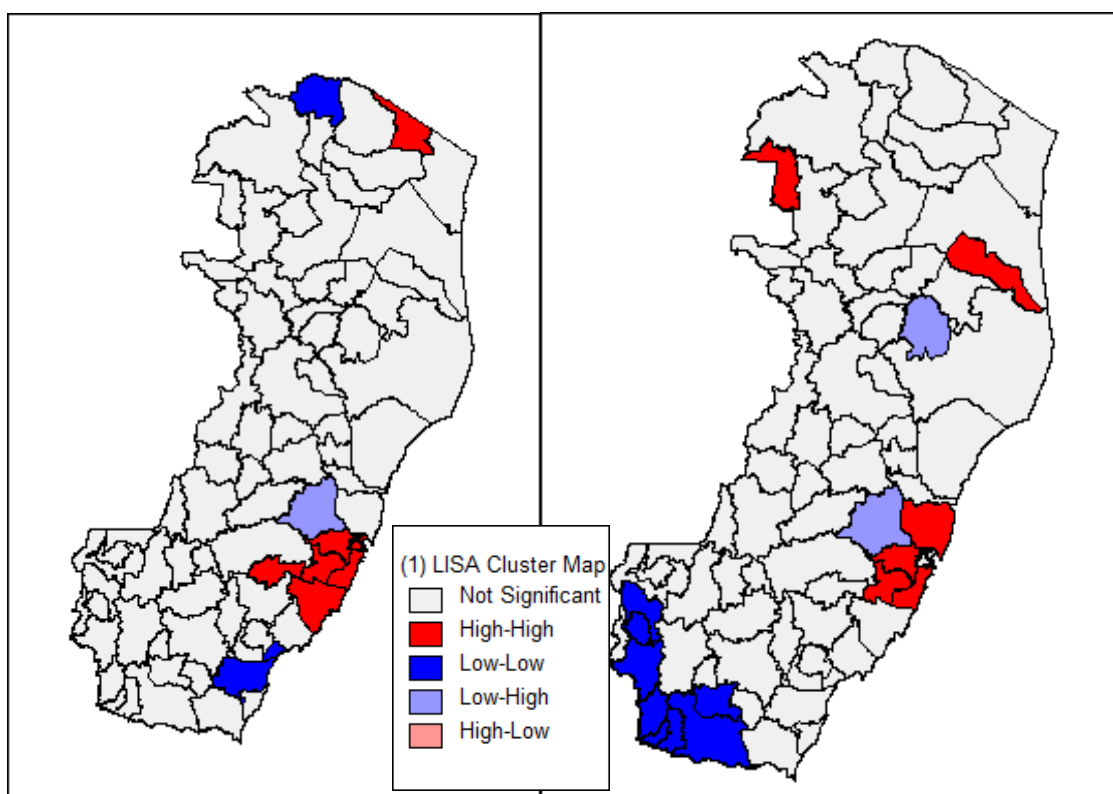 (1) LISA Cluster Map
Not Significant
High-High
Low-Low
Low-High
High-Low